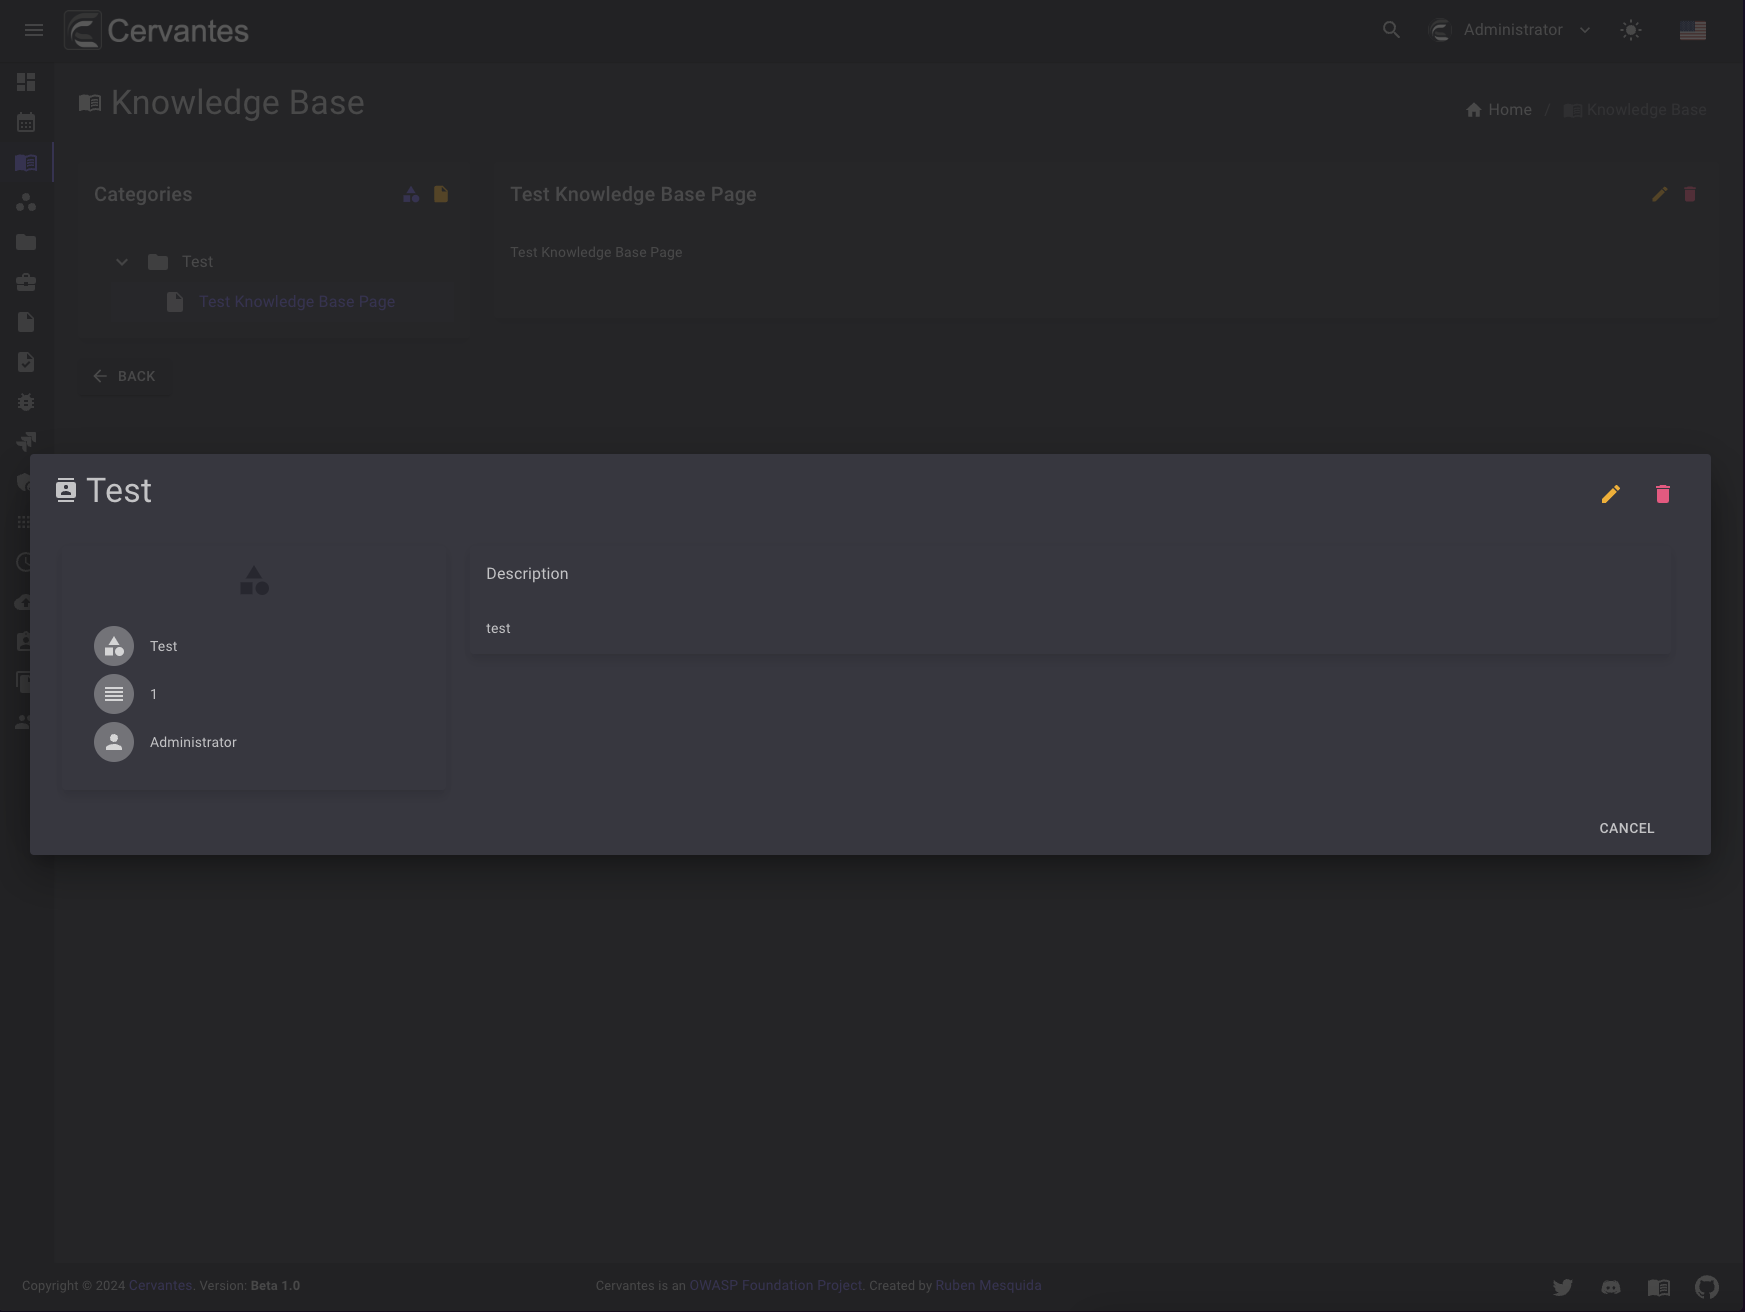 Cervantes
Administrator
Knowledge Base
Home / Knowledge Base
Categories
Test
Test Knowledge Base Page
Test Knowledge Base Page
Test Knowledge Base Page
BACK
Test
Test
1
Administrator
Description
test
CANCEL
Copyright © 2024 Cervantes. Version: Beta 1.0
Cervantes is an OWASP Foundation Project. Created by Ruben Mesquida